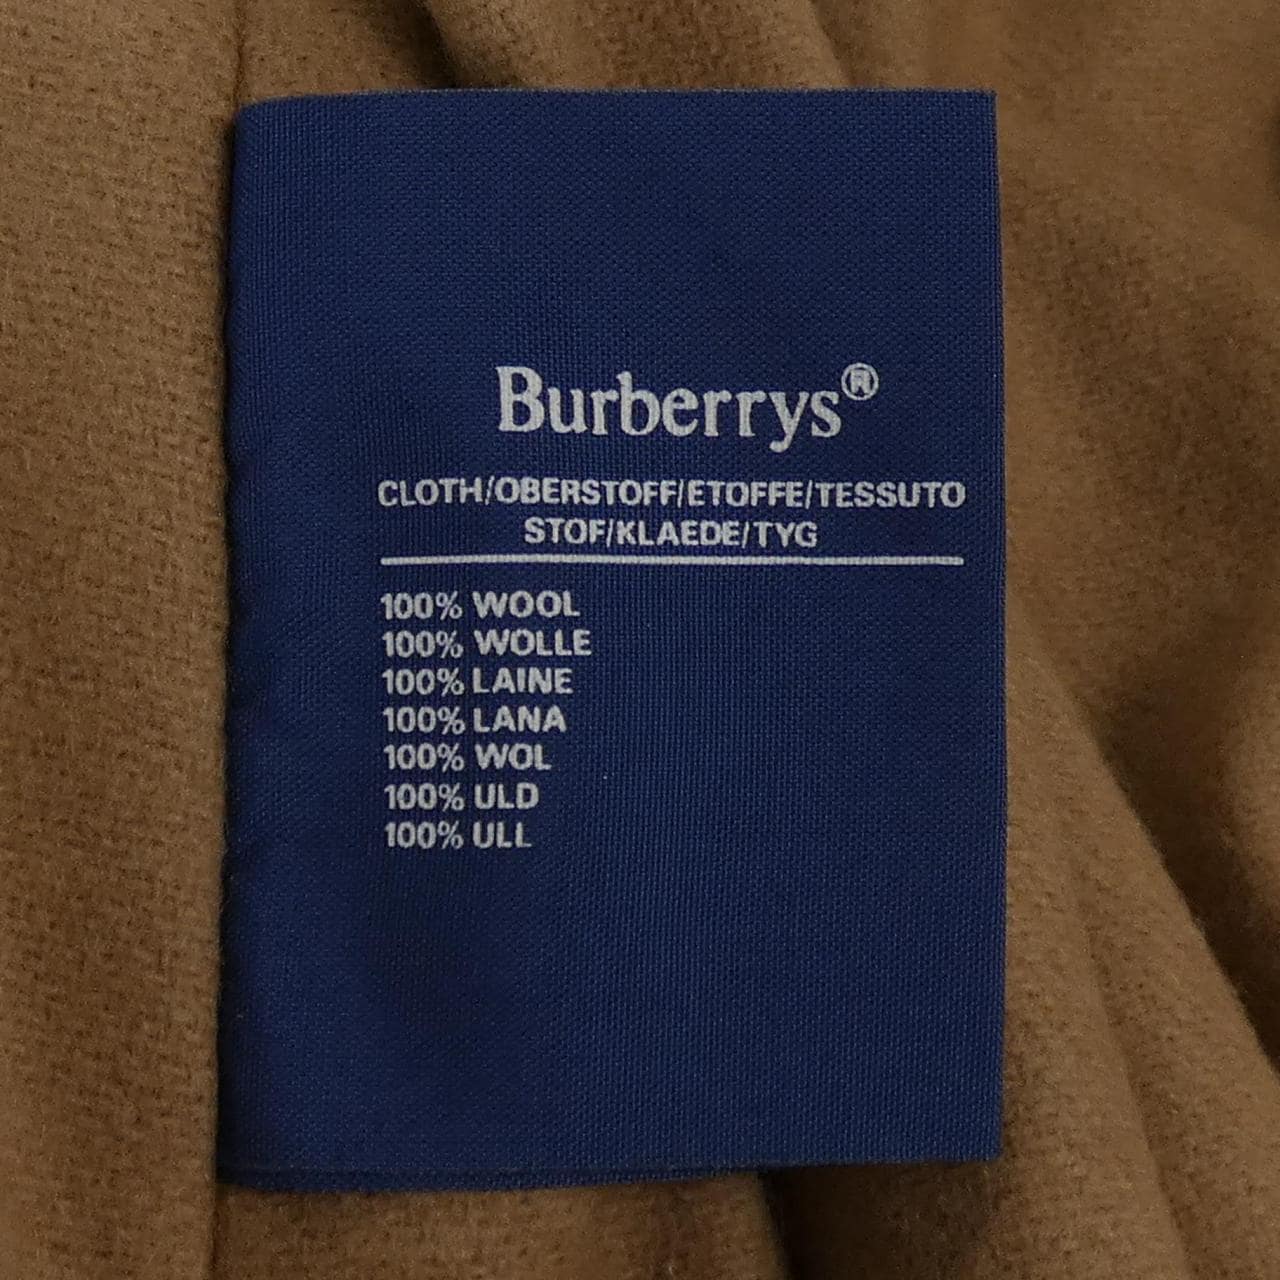 Burberrys®
CLOTH/OBERSTOFF/ETOFFE/TESSUTO
STOF/KLAEDE/TYG
100% WOOL
100% WOLLE
100% LAINE
100% LANA
100% WOL
100% ULD
100% ULL